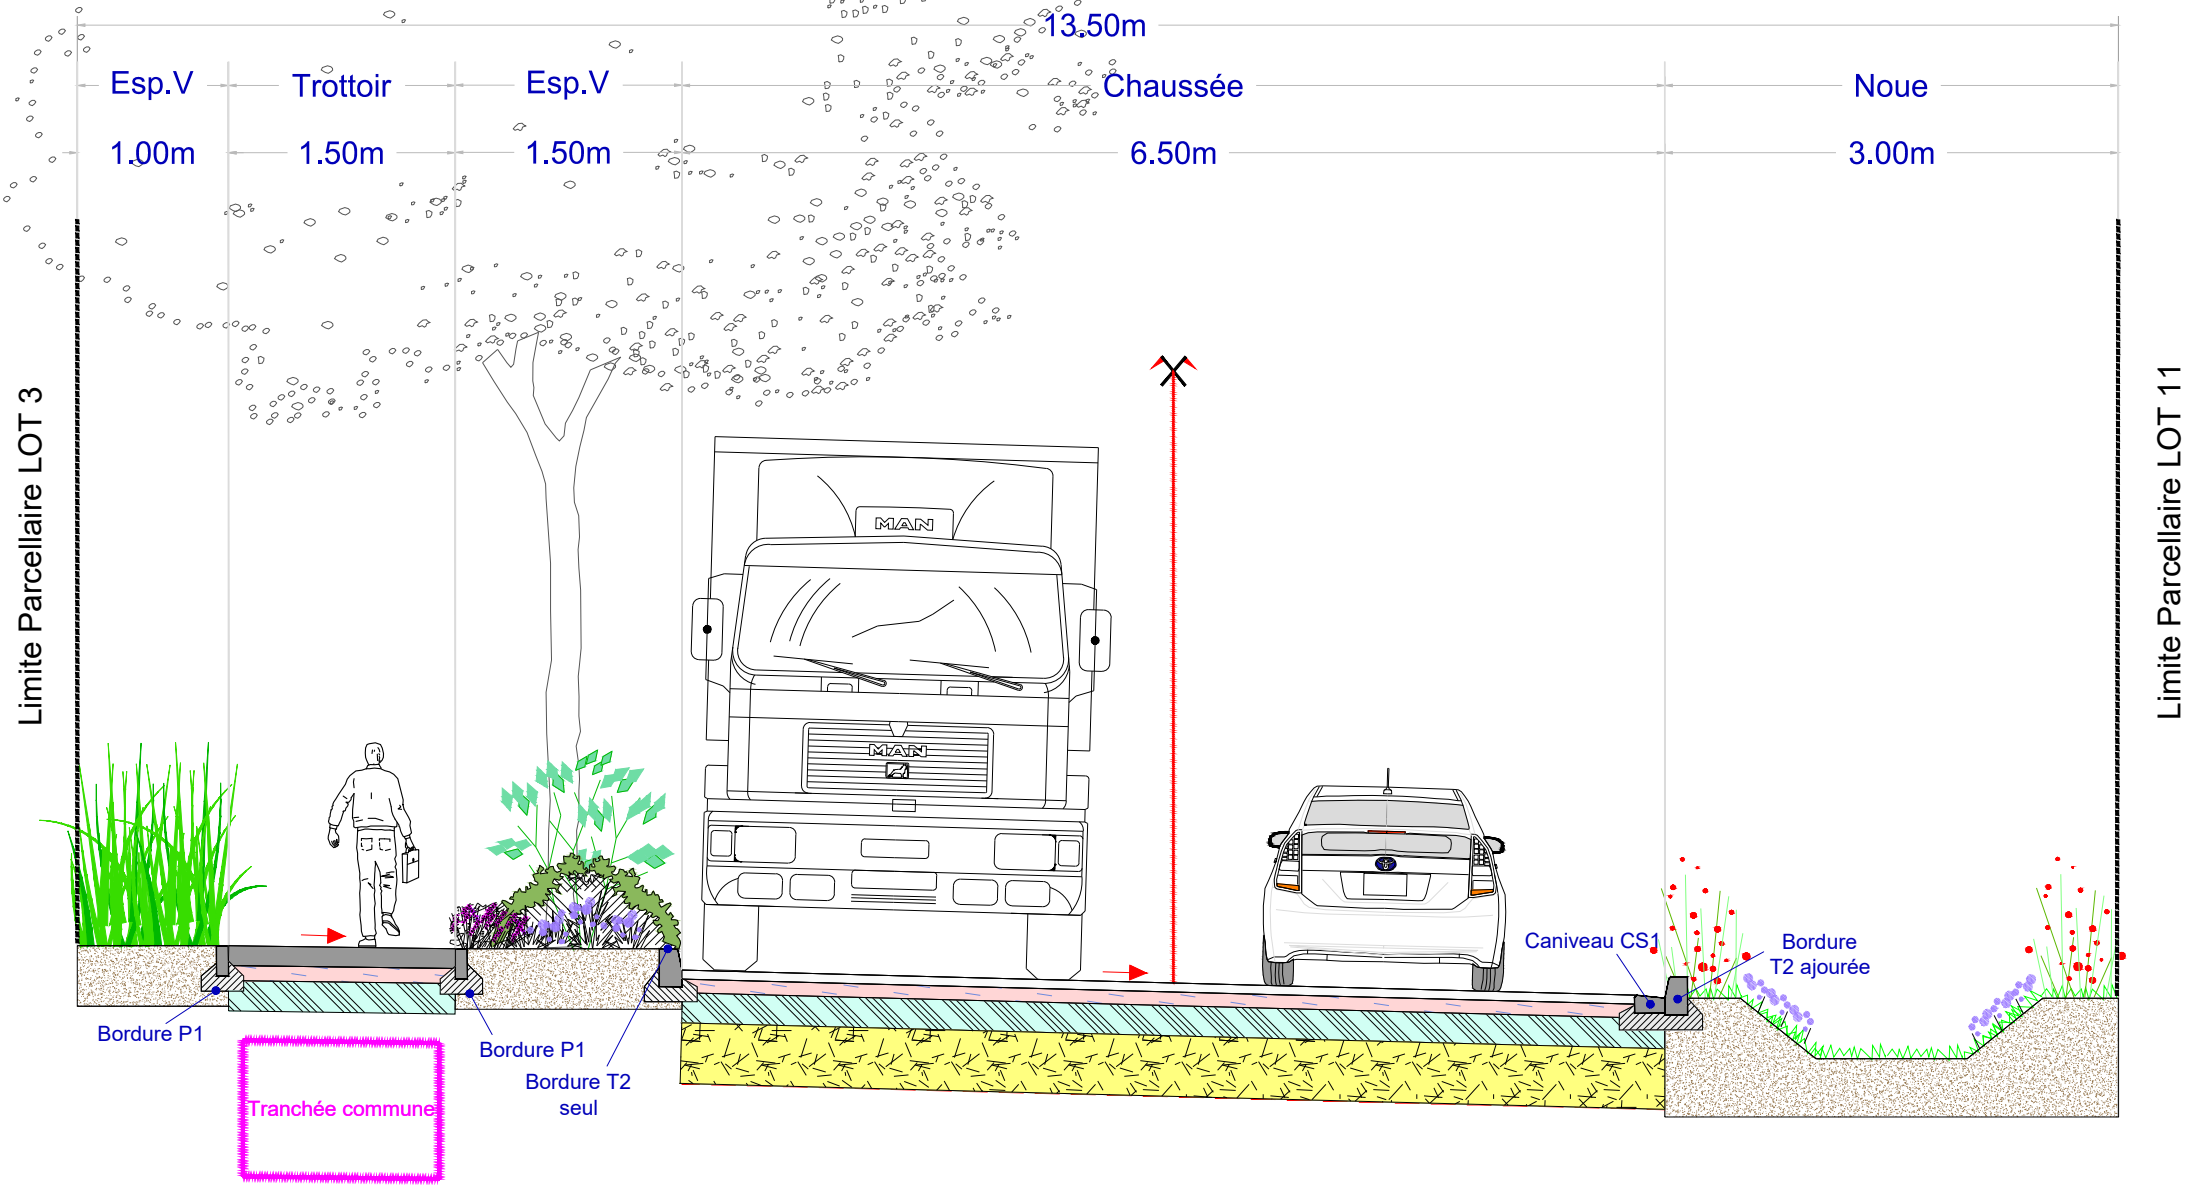 13.50m
Esp.V
Trottoir
Esp.V
Chaussée
Noue
1.00m
1.50m
1.50m
6.50m
3.00m
Limite Parcellaire LOT 3
Limite Parcellaire LOT 11
MAN
MAN
Caniveau CS1
Bordure
T2 ajourée
Bordure P1
Bordure P1
Bordure T2
seul
Tranchée commune